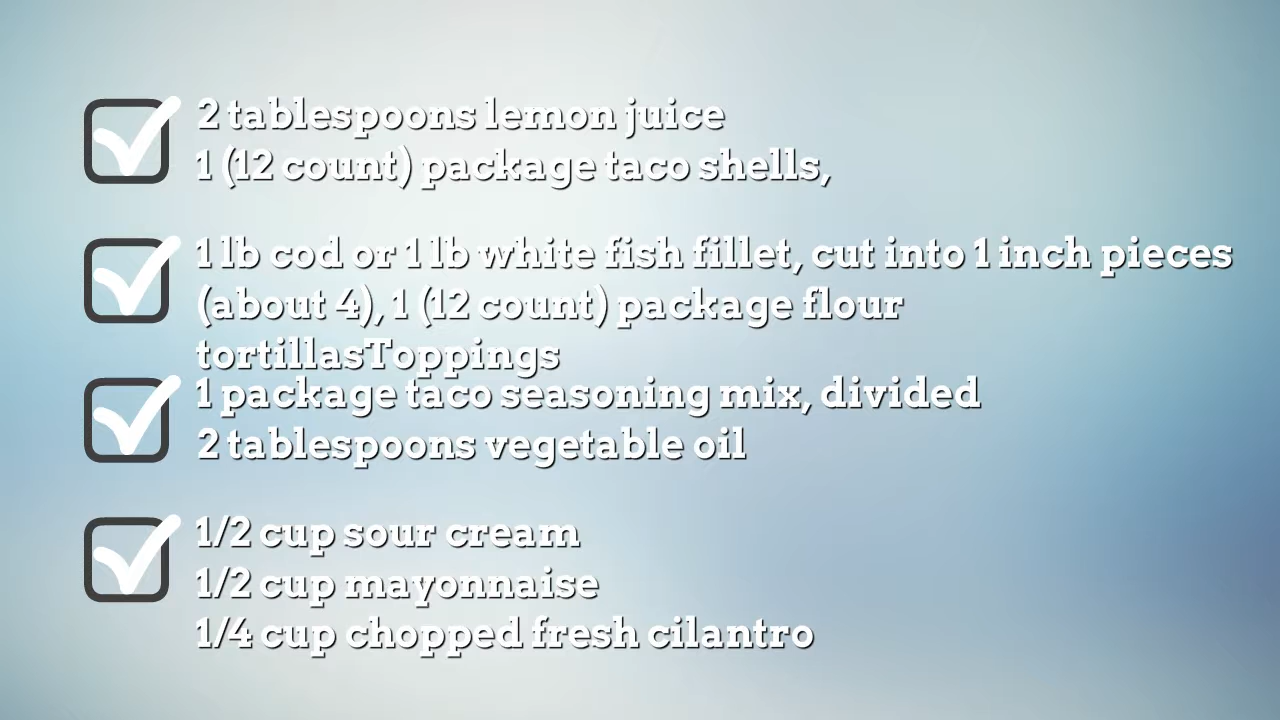 2 tablespoons lemon juice
1 (12 count) package taco shells,
1 lb cod or 1 lb white fish fillet, cut into 1 inch pieces
(about 4), 1 (12 count) package flour
tortillasToppings
1 package taco seasoning mix, divided
2 tablespoons vegetable oil
1/2 cup sour cream
1/2 cup mayonnaise
1/4 cup chopped fresh cilantro